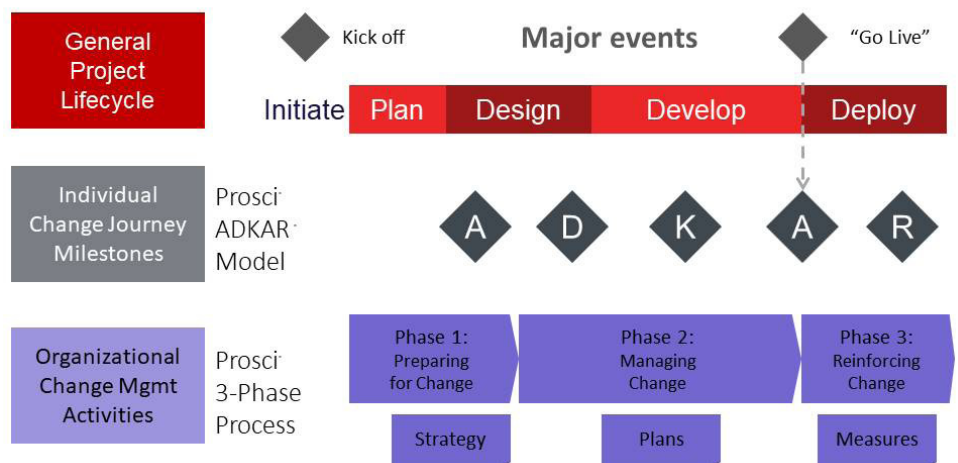 General
Project
Lifecycle
Kick off
Major events
“Go Live”
Initiate
Plan
Design
Develop
Deploy
Individual
Change Journey
Milestones
Prosci
ADKAR
Model
A
D
K
A
R
Organizational
Change Mgmt
Activities
Prosci
3-Phase
Process
Phase 1:
Preparing
for Change
Phase 2:
Managing
Change
Phase 3:
Reinforcing
Change
Strategy
Plans
Measures